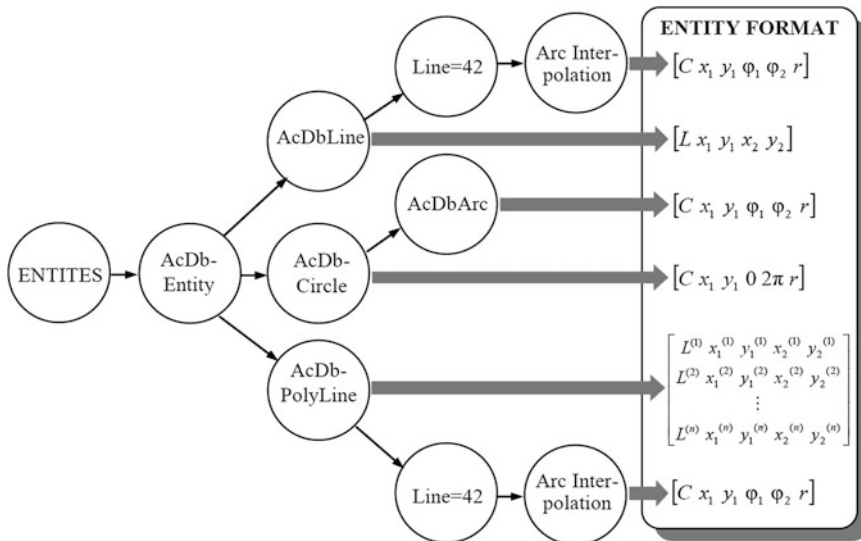 ENTITY FORMAT
Line=42
Arc Inter-
polation
[C x₁ y₁ φ₁ φ₂ r]
AcDbLine
[L x₁ y₁ x₂ y₂]
AcDbArc
[C x₁ y₁ φ₁ φ₂ r]
ENTITES
AcDb-
Entity
AcDb-
Circle
[C x₁ y₁ 0 2π r]
AcDb-
PolyLine
L⁽¹⁾ x₁⁽¹⁾ y₁⁽¹⁾ x₂⁽¹⁾ y₂⁽¹⁾
L⁽²⁾ x₁⁽²⁾ y₁⁽²⁾ x₂⁽²⁾ y₂⁽²⁾
⋮
L⁽ⁿ⁾ x₁⁽ⁿ⁾ y₁⁽ⁿ⁾ x₂⁽ⁿ⁾ y₂⁽ⁿ⁾
Line=42
Arc Inter-
polation
[C x₁ y₁ φ₁ φ₂ r]